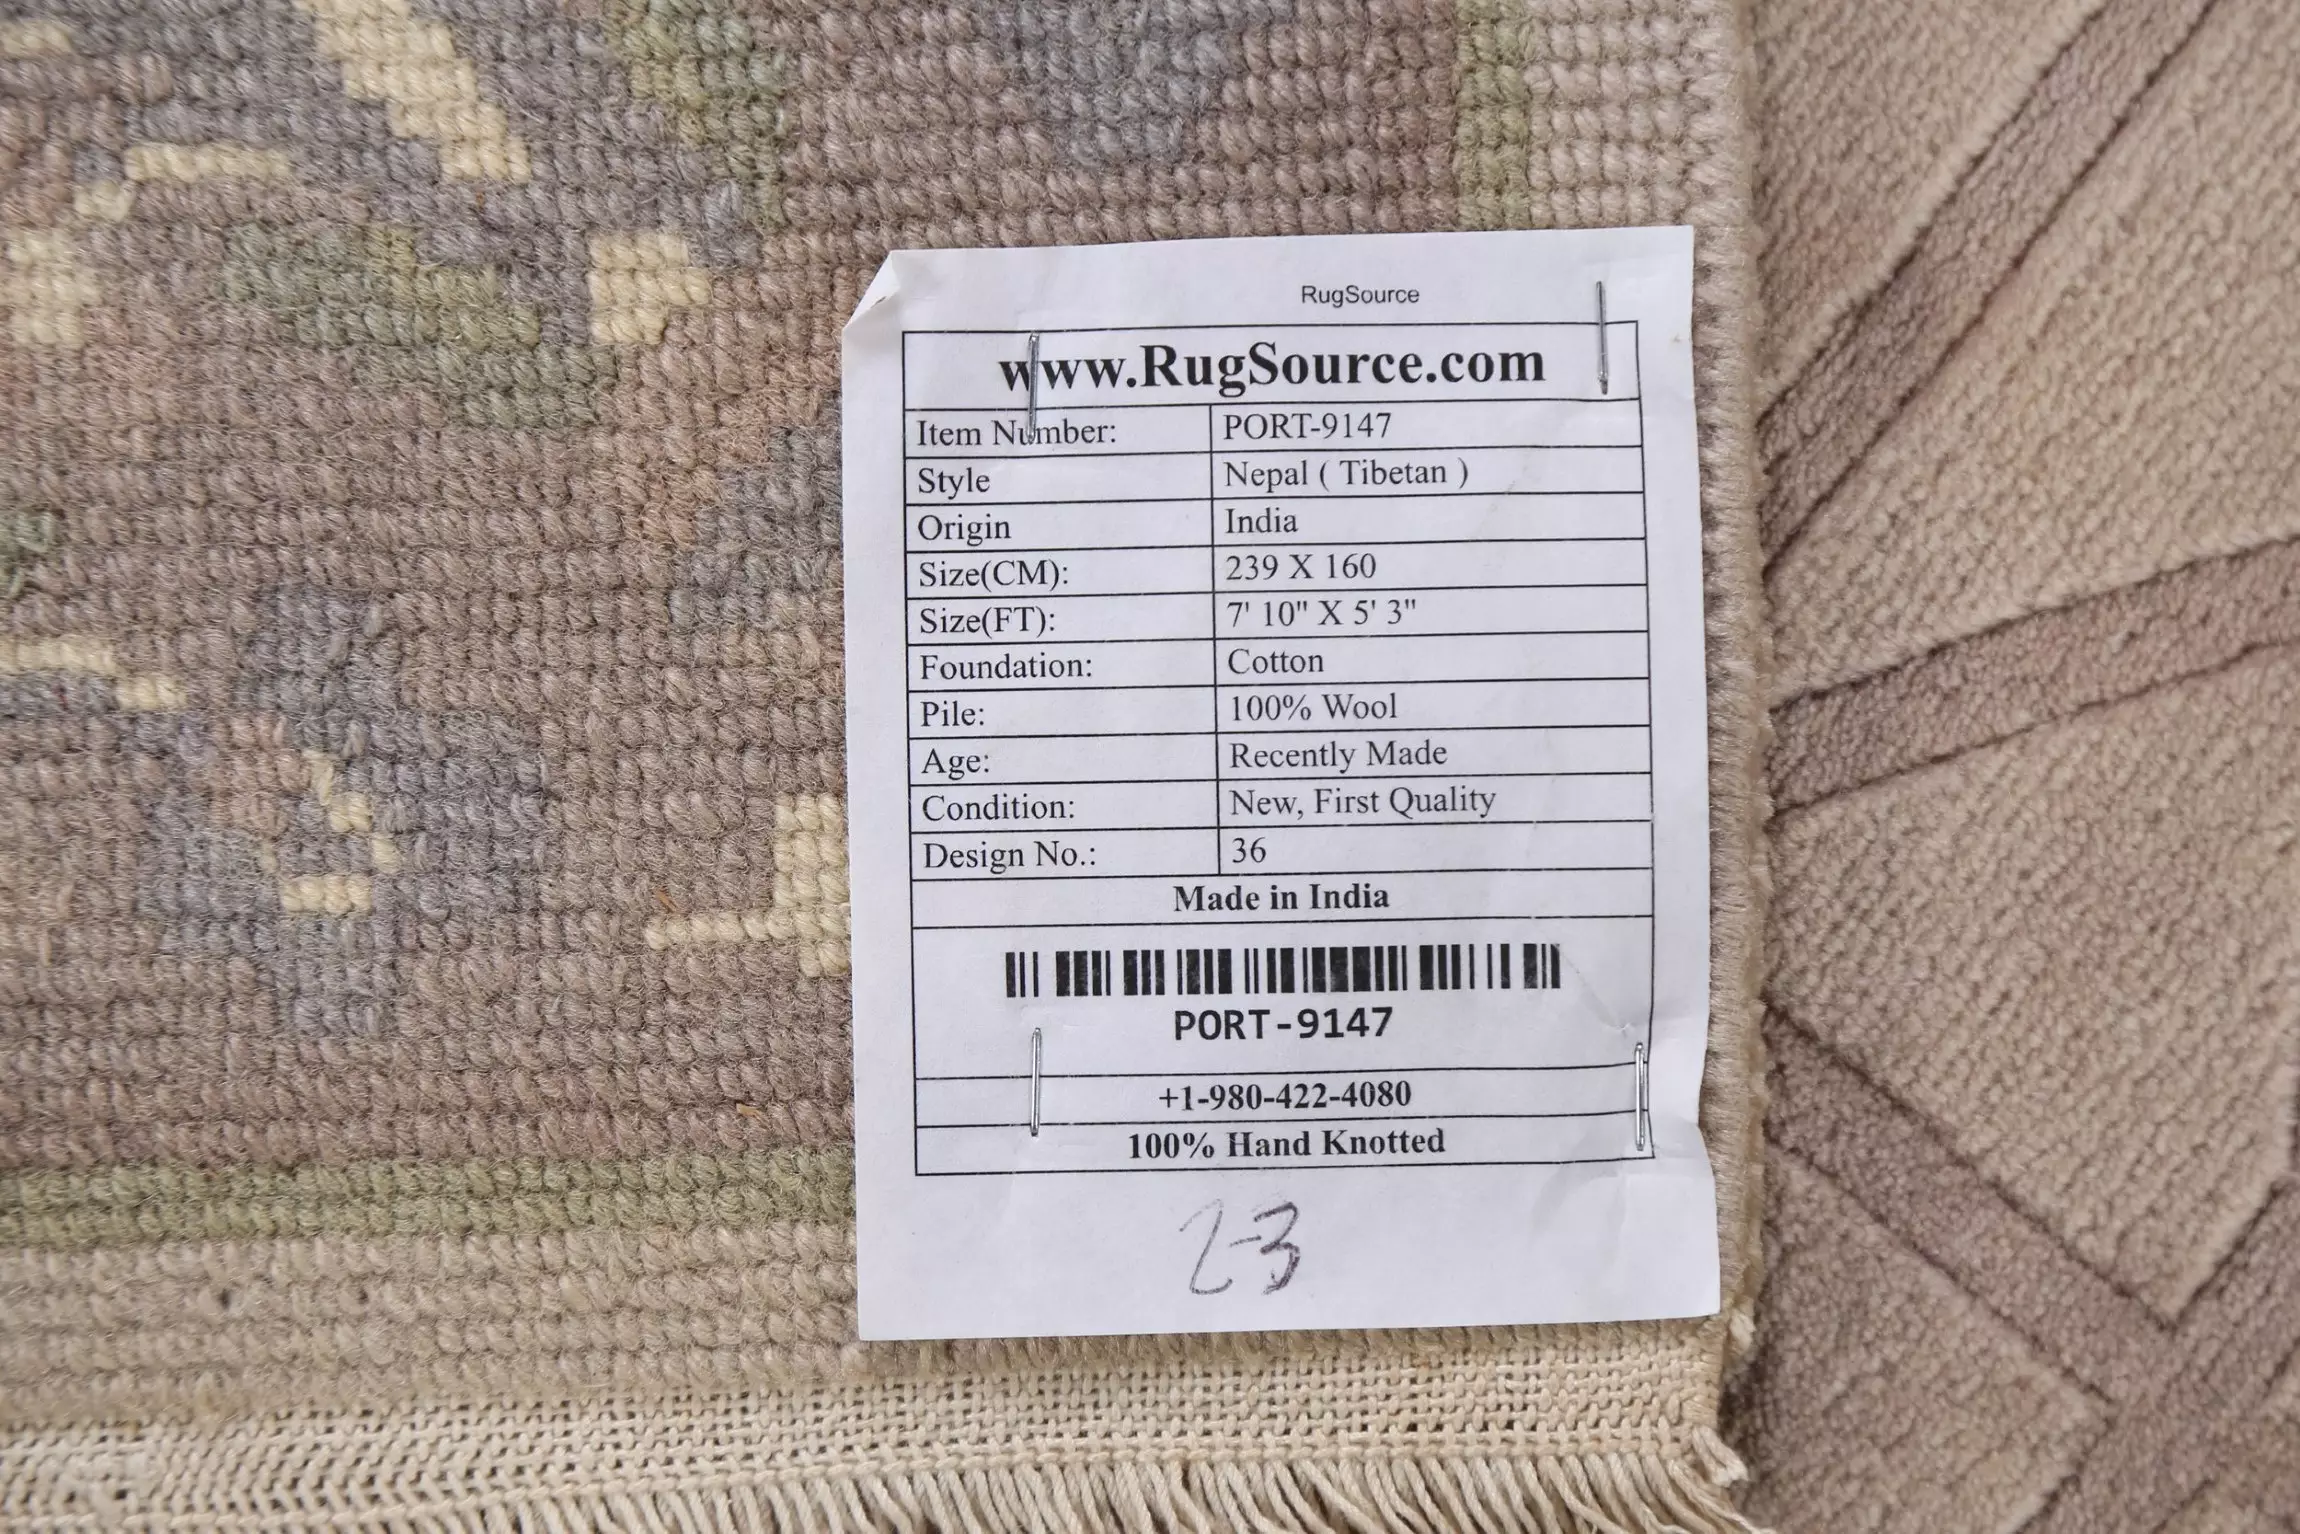 RugSource
www.RugSource.com
Item Number: PORT-9147
Style Nepal ( Tibetan )
Origin India
Size(CM): 239 X 160
Size(FT): 7' 10" X 5' 3"
Foundation: Cotton
Pile: 100% Wool
Age: Recently Made
Condition: New, First Quality
Design No.: 36
Made in India
PORT-9147
+1-980-422-4080
100% Hand Knotted
2-3